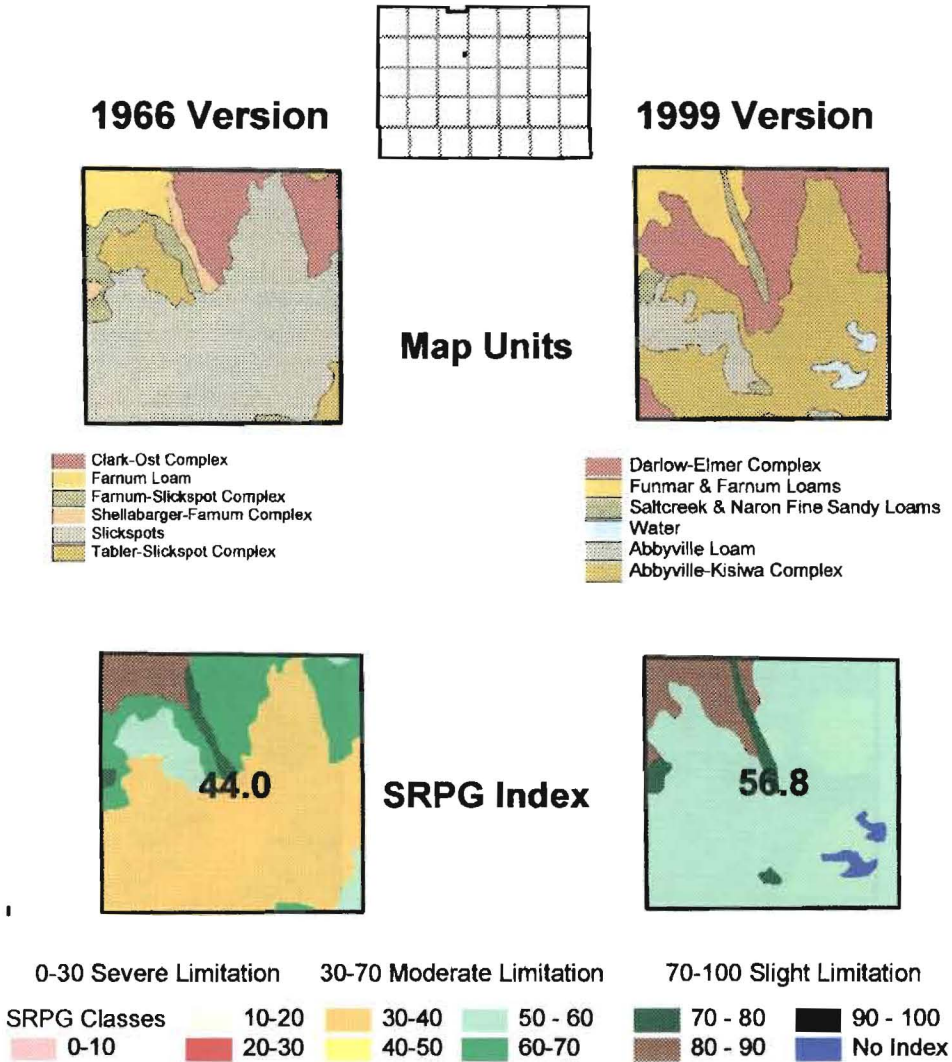 1966 Version
1999 Version
Map Units
Clark-Ost Complex
Farnum Loam
Farnum-Slickspot Complex
Shellabarger-Farnum Complex
Slickspots
Tabler-Slickspot Complex
Darlow-Elmer Complex
Funmar & Farnum Loams
Saltcreek & Naron Fine Sandy Loams
Water
Abbyville Loam
Abbyville-Kisiwa Complex
44.0
SRPG Index
56.8
0-30 Severe Limitation 30-70 Moderate Limitation 70-100 Slight Limitation
SRPG Classes 10-20 30-40 50 - 60 70 - 80 90 - 100
0-10 20-30 40-50 60-70 80 - 90 No Index